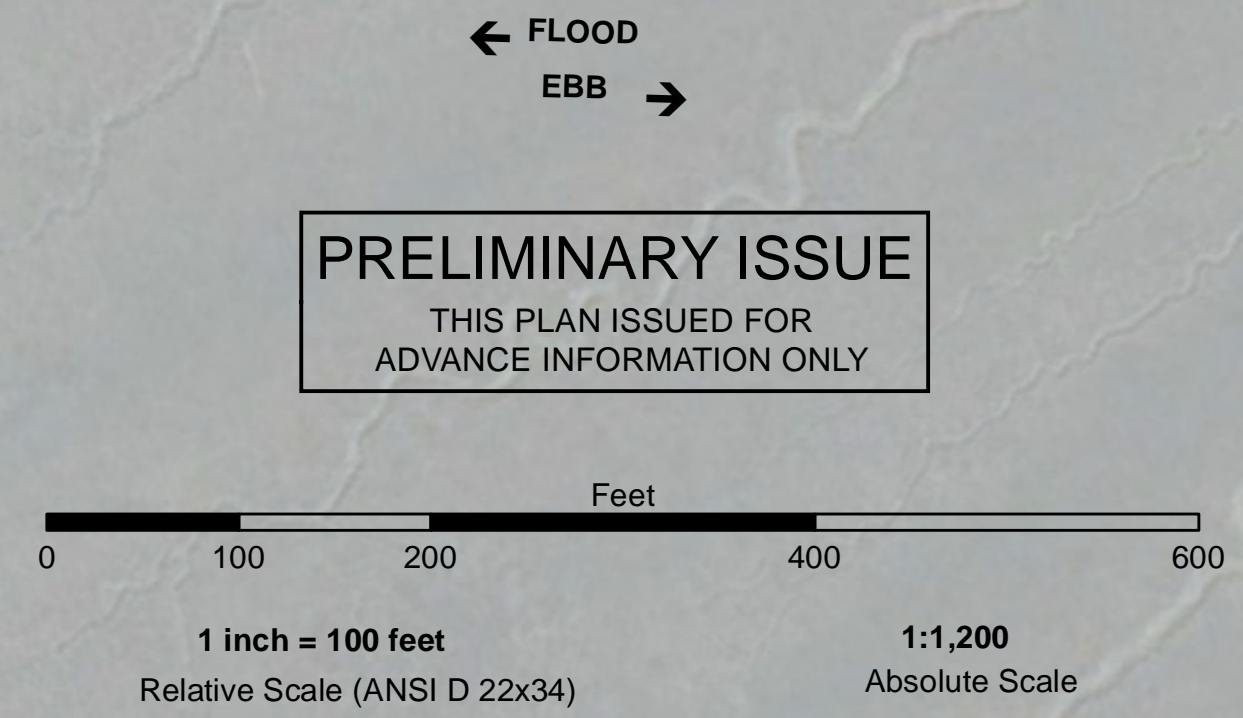 ← FLOOD
EBB →
PRELIMINARY ISSUE
THIS PLAN ISSUED FOR
ADVANCE INFORMATION ONLY
Feet
0 100 200 400 600
1 inch = 100 feet
Relative Scale (ANSI D 22x34)
1:1,200
Absolute Scale